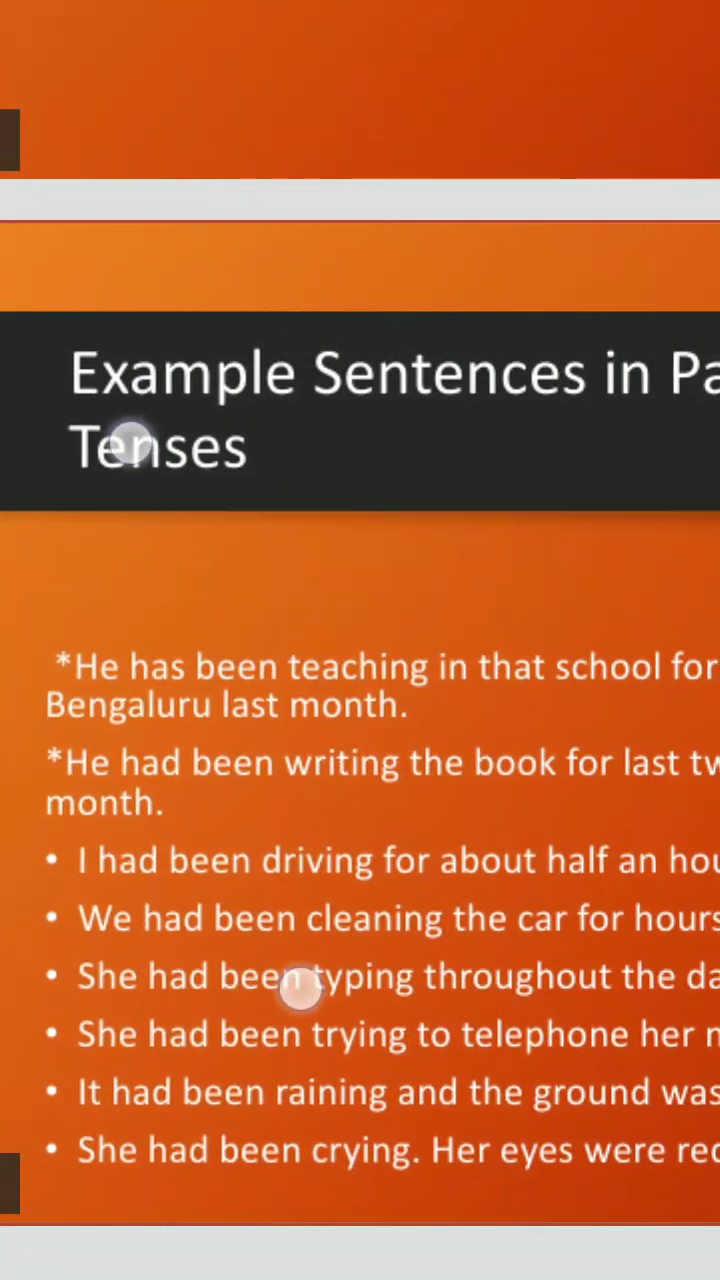 Example Sentences in Pa
Tenses
*He has been teaching in that school for
Bengaluru last month.
*He had been writing the book for last tw
month.
• I had been driving for about half an hou
• We had been cleaning the car for hours
• She had been typing throughout the da
• She had been trying to telephone her n
• It had been raining and the ground was
• She had been crying. Her eyes were red